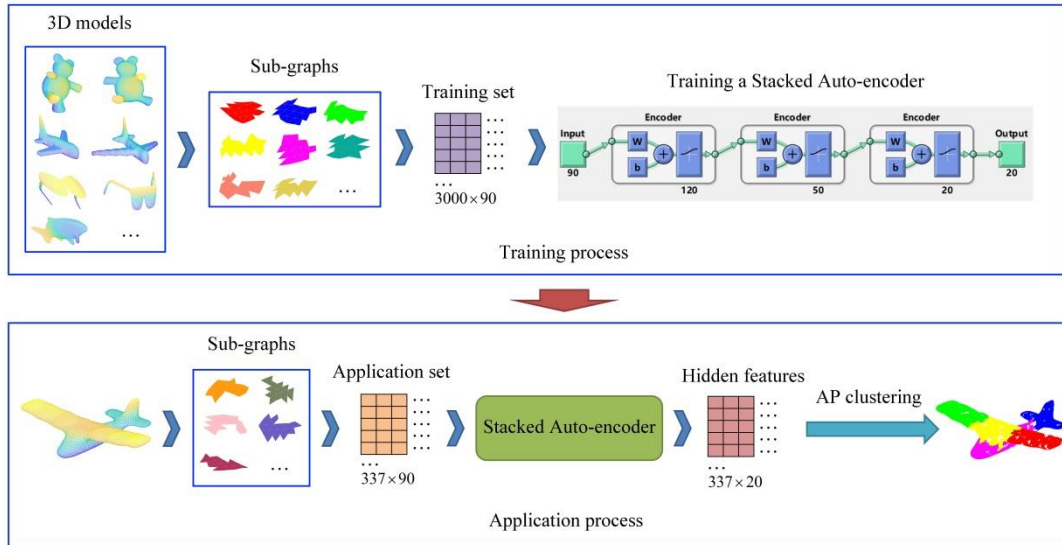 3D models
Sub-graphs
Training set
Training a Stacked Auto-encoder
Encoder
Encoder
Encoder
Input
W
b
+
W
b
+
W
b
+
Output
90
120
50
20
20
...
...
...
3000×90
Training process
Sub-graphs
Application set
Hidden features
AP clustering
Stacked Auto-encoder
...
...
337×90
...
337×20
Application process